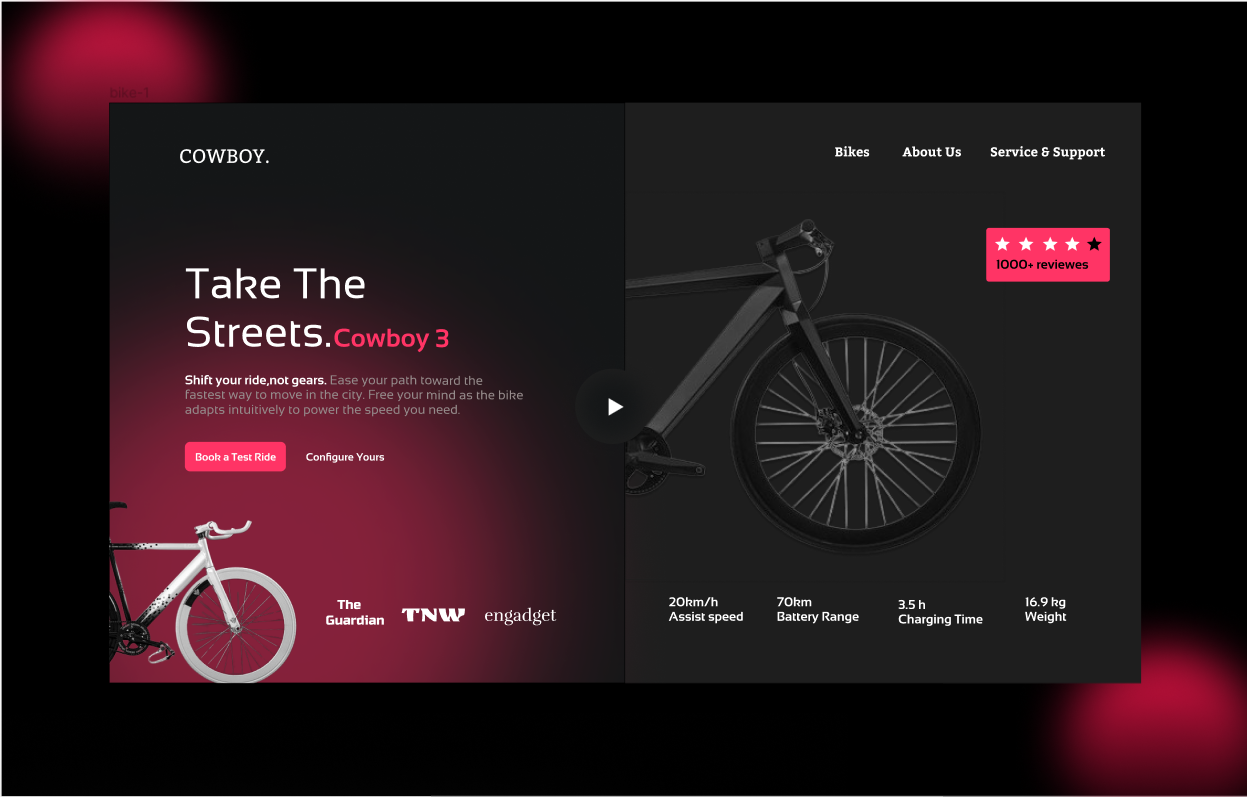 bike-1
COWBOY.
Bikes About Us Service & Support
1000+ reviewes
Take The
Streets.Cowboy 3
Shift your ride,not gears. Ease your path toward the
fastest way to move in the city. Free your mind as the bike
adapts intuitively to power the speed you need.
Book a Test Ride Configure Yours
The
Guardian
TNW
engadget
20km/h
Assist speed
70km
Battery Range
3.5 h
Charging Time
16.9 kg
Weight